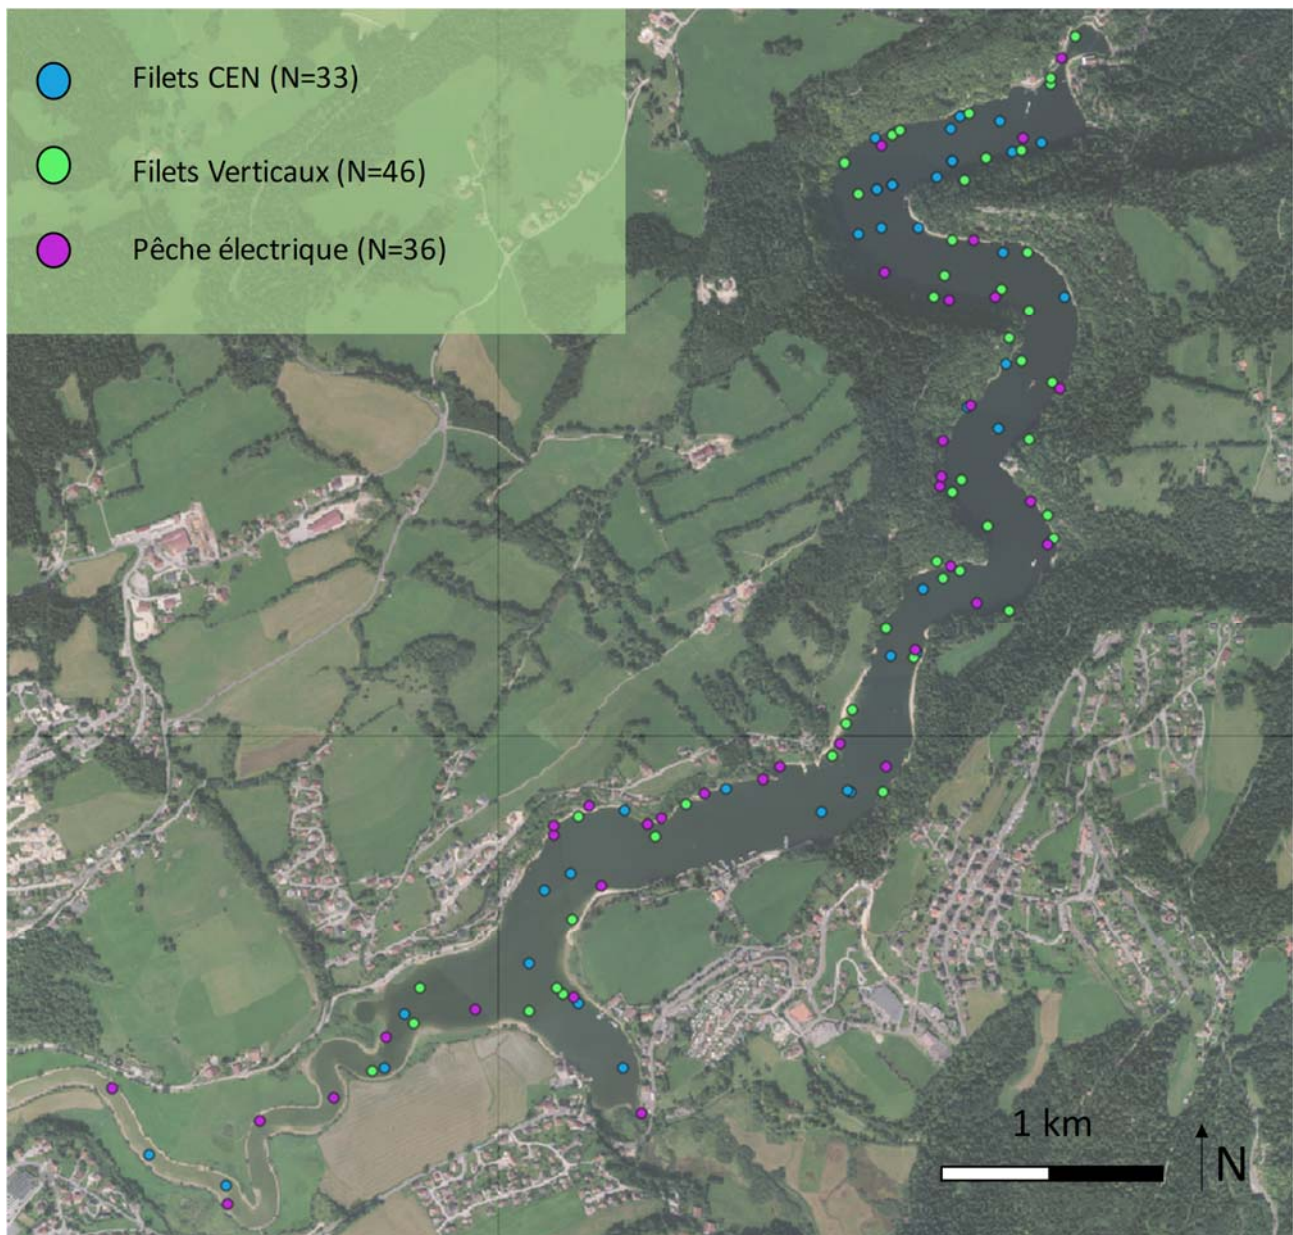 Filets CEN (N=33)
Filets Verticaux (N=46)
Pêche électrique (N=36)
1 km
N